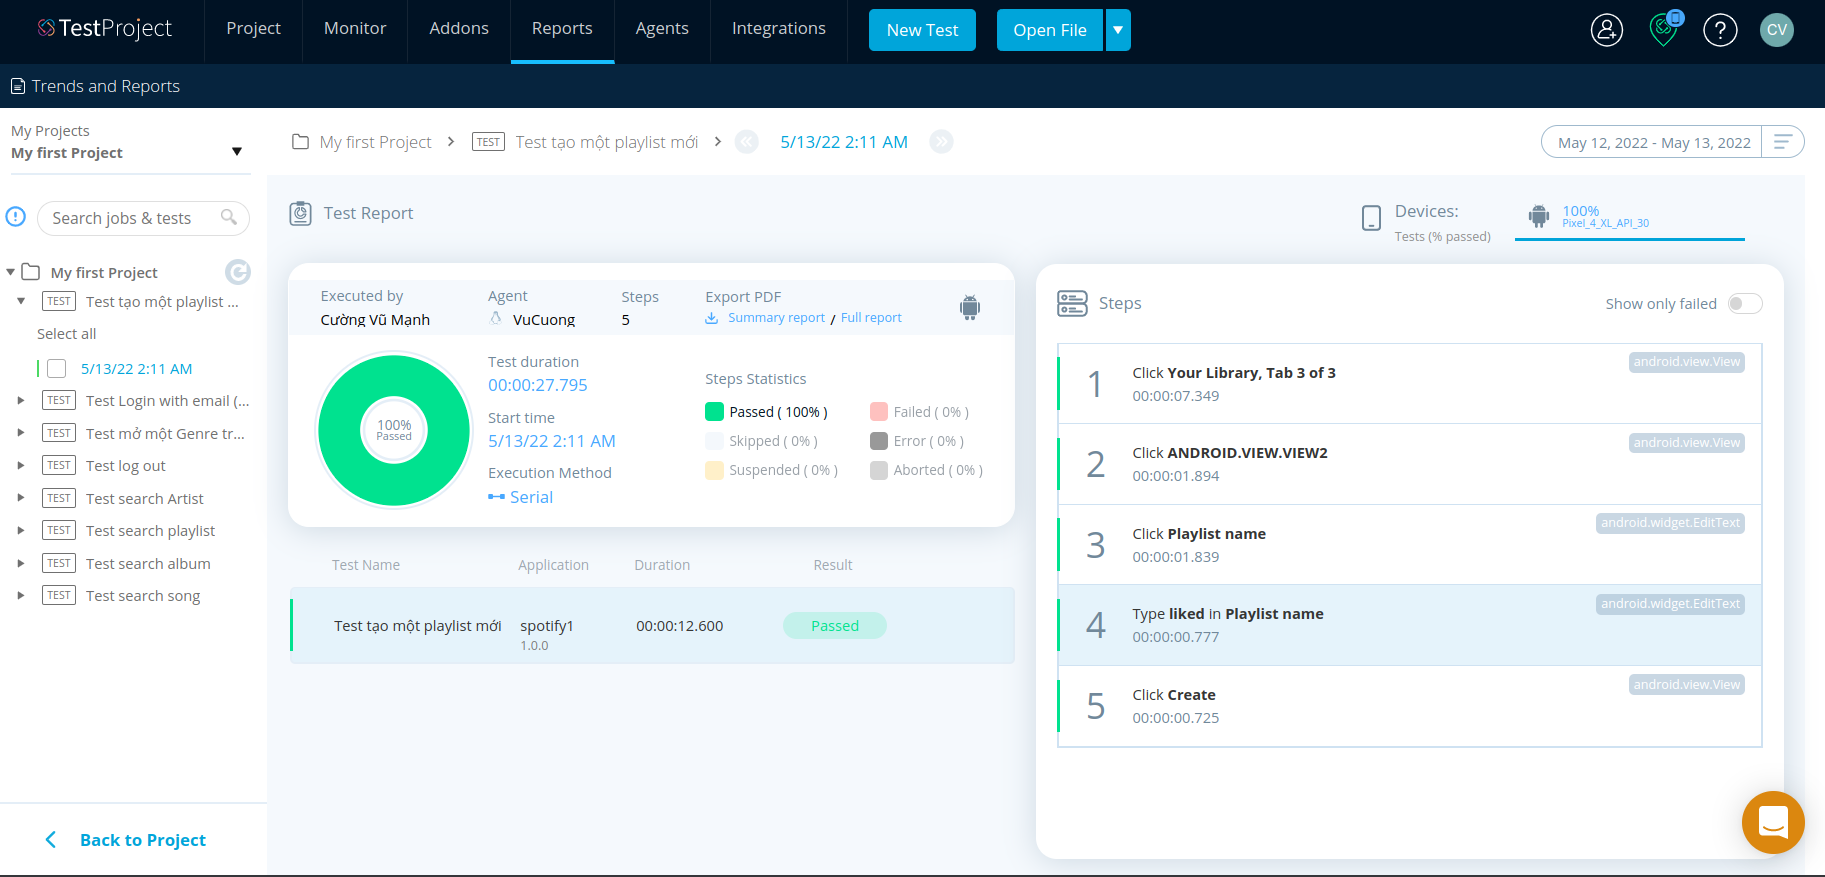 TestProject
Project
Monitor
Addons
Reports
Agents
Integrations
New Test
Open File
CV
Trends and Reports
My Projects
My first Project
Search jobs & tests
My first Project
TEST Test tạo một playlist ...
Select all
5/13/22 2:11 AM
TEST Test Login with email (...
TEST Test mở một Genre tr...
TEST Test log out
TEST Test search Artist
TEST Test search playlist
TEST Test search album
TEST Test search song
Back to Project
My first Project > TEST Test tạo một playlist mới > 5/13/22 2:11 AM
May 12, 2022 - May 13, 2022
Test Report
Devices:
Tests (% passed)
100%
Pixel_4_XL_API_30
Executed by
Cường Vũ Mạnh
Agent
VuCuong
Steps
5
Export PDF
Summary report / Full report
100%
Passed
Test duration
00:00:27.795
Start time
5/13/22 2:11 AM
Execution Method
Serial
Steps Statistics
Passed ( 100% )
Failed ( 0% )
Skipped ( 0% )
Error ( 0% )
Suspended ( 0% )
Aborted ( 0% )
Test Name
Application
Duration
Result
Test tạo một playlist mới
spotify1
1.0.0
00:00:12.600
Passed
Steps
Show only failed
1
Click Your Library, Tab 3 of 3
00:00:07.349
android.view.View
2
Click ANDROID.VIEW.VIEW2
00:00:01.894
android.view.View
3
Click Playlist name
00:00:01.839
android.widget.EditText
4
Type liked in Playlist name
00:00:00.777
android.widget.EditText
5
Click Create
00:00:00.725
android.view.View